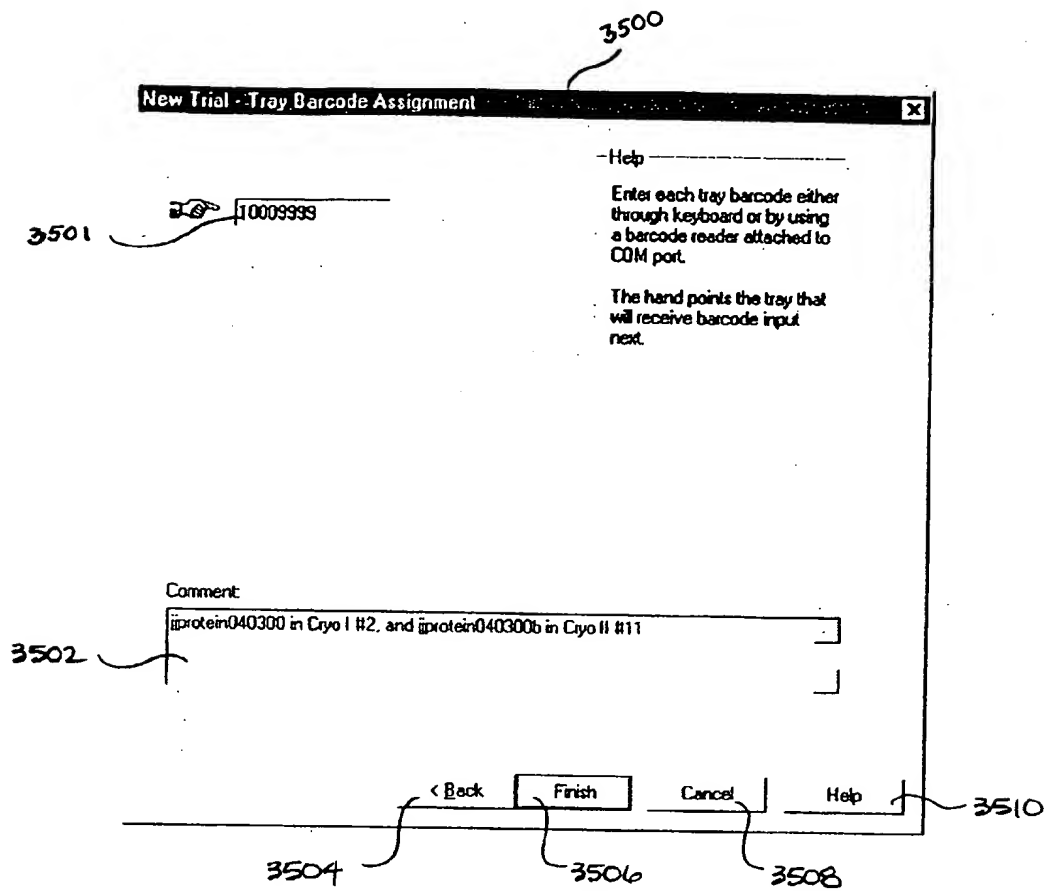 3500
New Trial - Tray Barcode Assignment
Help
Enter each tray barcode either
through keyboard or by using
a barcode reader attached to
COM port.
The hand points the tray that
will receive barcode input
next.
10009999
3501
Comment:
jjprotein040300 in Cryo I #2, and jjprotein040300b in Cryo II #11
3502
< Back
Finish
Cancel
Help
3510
3504
3506
3508